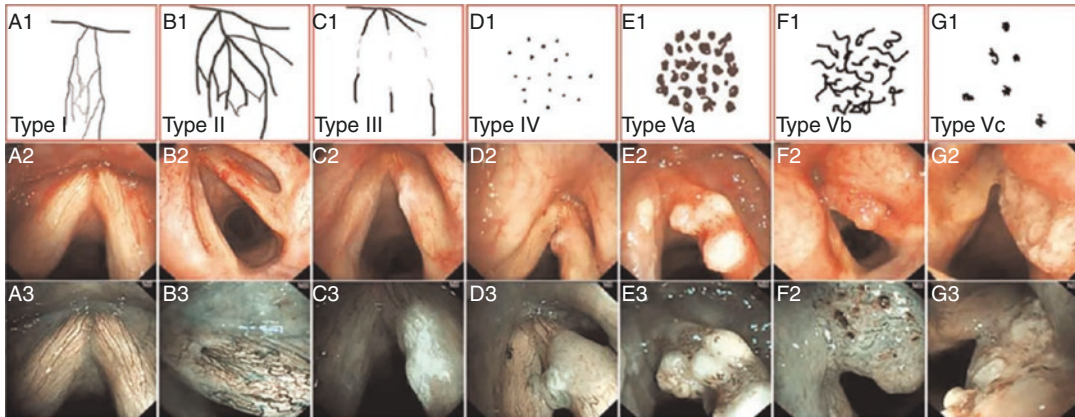 A1 B1 C1 D1 E1 F1 G1
Type I Type II Type III Type IV Type Va Type Vb Type Vc
A2 B2 C2 D2 E2 F2 G2
A3 B3 C3 D3 E3 F2 G3